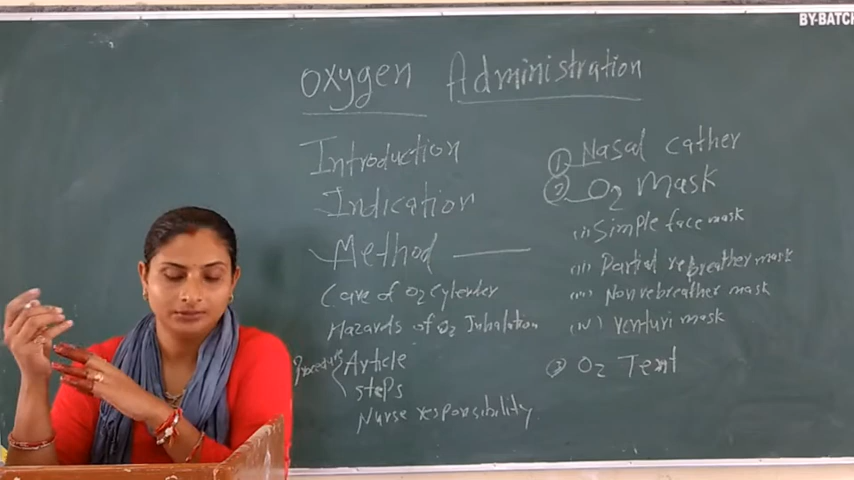 BY-BATCH
Oxygen Administration
Introduction
Indication
Method
Care of O2 Cylender
Hazards of O2 Inhalation
Procedure
Article
steps
Nurse responsibility
① Nasal cather
② O2 Mask
(i) Simple face mask
(ii) Partial rebreather mask
(iii) Nonrebreather mask
(iv) Venturi mask
③ O2 Tent